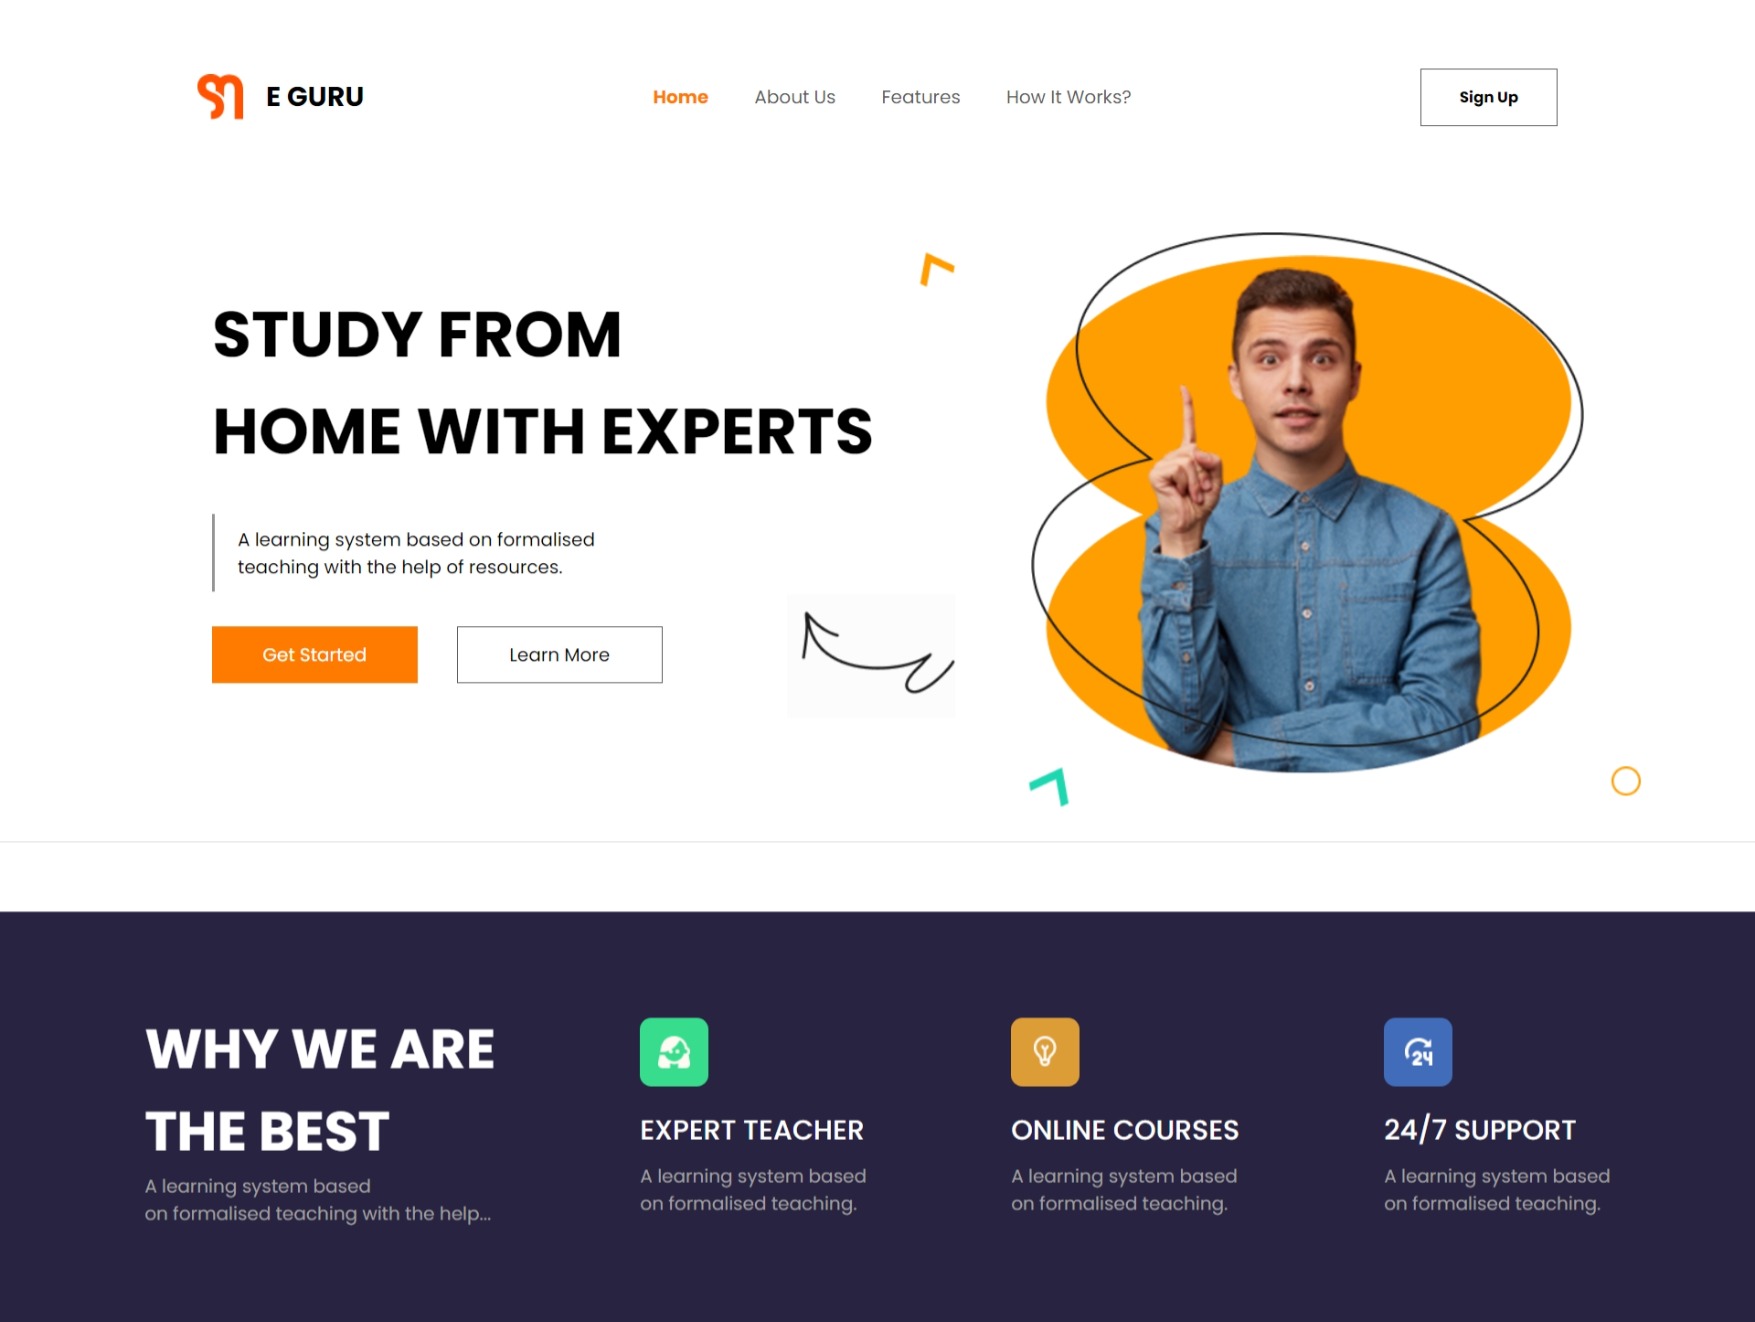 E GURU
Home
About Us
Features
How It Works?
Sign Up
STUDY FROM
HOME WITH EXPERTS
A learning system based on formalised
teaching with the help of resources.
Get Started
Learn More
WHY WE ARE
THE BEST
A learning system based
on formalised teaching with the help...
EXPERT TEACHER
A learning system based
on formalised teaching.
ONLINE COURSES
A learning system based
on formalised teaching.
24
24/7 SUPPORT
A learning system based
on formalised teaching.